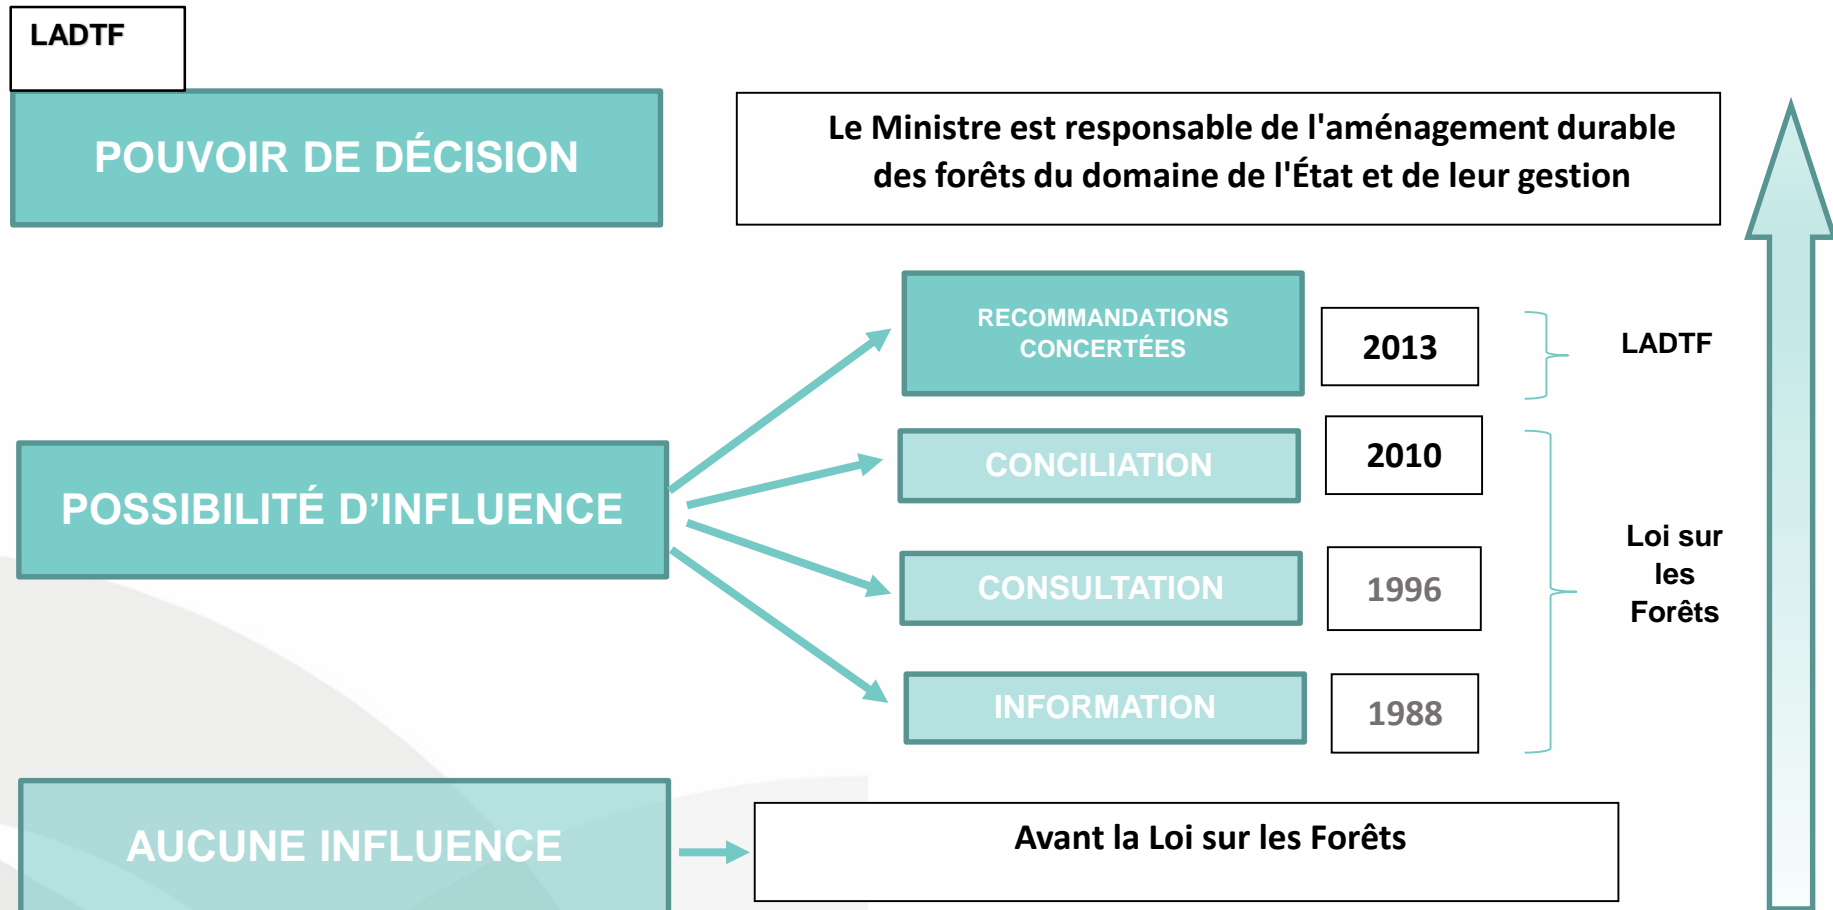 LADTF
POUVOIR DE DÉCISION
Le Ministre est responsable de l'aménagement durable
des forêts du domaine de l'État et de leur gestion
RECOMMANDATIONS
CONCERTÉES
2013
LADTF
POSSIBILITÉ D’INFLUENCE
CONCILIATION
2010
CONSULTATION
1996
INFORMATION
1988
Loi sur
les
Forêts
AUCUNE INFLUENCE
Avant la Loi sur les Forêts